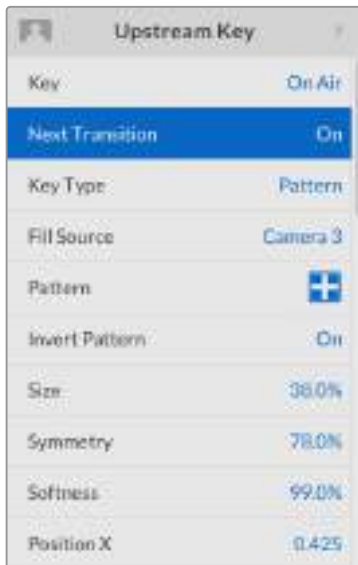 Upstream Key
Key On Air
Next Transition On
Key Type Pattern
Fill Source Camera 3
Pattern
Invert Pattern On
Size 38.0%
Symmetry 78.0%
Softness 99.0%
Position X 0.425